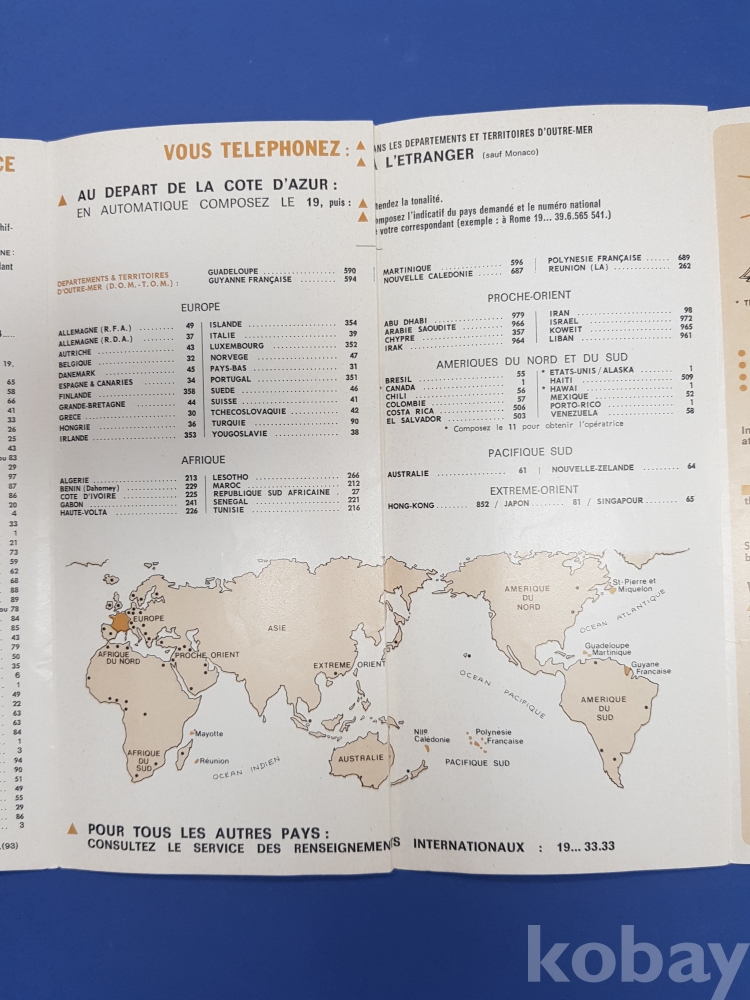 CE
VOUS TELEPHONEZ :
ANS LES DEPARTEMENTS ET TERRITOIRES D'OUTRE-MER
L'ETRANGER (sauf Monaco)
AU DEPART DE LA COTE D'AZUR :
EN AUTOMATIQUE COMPOSEZ LE 19, puis :
tendez la tonalité.
mposez l'indicatif du pays demandé et le numéro national
votre correspondant (exemple : à Rome 19... 39.6.565 541.)
DEPARTEMENTS & TERRITOIRES
D'OUTRE-MER (D.O.M. - T.O.M.) :
GUADELOUPE 590
GUYANNE FRANÇAISE 594
MARTINIQUE 596
NOUVELLE CALEDONIE 687
POLYNESIE FRANÇAISE 689
REUNION (LA) 262
EUROPE
ALLEMAGNE (R.F.A.) 49
ALLEMAGNE (R.D.A.) 37
AUTRICHE 43
BELGIQUE 32
DANEMARK 45
ESPAGNE & CANARIES 34
FINLANDE 358
GRANDE-BRETAGNE 44
GRECE 30
HONGRIE 36
IRLANDE 353
ISLANDE 354
ITALIE 39
LUXEMBOURG 352
NORVEGE 47
PAYS-BAS 31
PORTUGAL 351
SUEDE 46
SUISSE 41
TCHECOSLOVAQUIE 42
TURQUIE 90
YOUGOSLAVIE 38
AFRIQUE
ALGERIE 213
BENIN (Dahomey) 229
COTE D'IVOIRE 225
GABON 241
HAUTE-VOLTA 226
LESOTHO 266
MAROC 212
REPUBLIQUE SUD AFRICAINE 27
SENEGAL 221
TUNISIE 216
PROCHE-ORIENT
ABU DHABI 979
ARABIE SAOUDITE 966
CHYPRE 357
IRAK 964
IRAN 98
ISRAEL 972
KOWEIT 965
LIBAN 961
AMERIQUES DU NORD ET DU SUD
BRESIL 55
* CANADA 1
CHILI 56
COLOMBIE 57
COSTA RICA 506
EL SALVADOR 503
* ETATS-UNIS/ALASKA 1
HAITI 509
* HAWAI 1
MEXIQUE 52
PORTO-RICO 1
VENEZUELA 58
* Composez le 11 pour obtenir l'opératrice
PACIFIQUE SUD
AUSTRALIE 61
NOUVELLE-ZELANDE 64
EXTREME-ORIENT
HONG-KONG 852 / JAPON 81 / SINGAPOUR 65
AMERIQUE
DU
NORD
St-Pierre et
Miquelon
OCEAN ATLANTIQUE
EUROPE
ASIE
AFRIQUE
DU NORD
PROCHE ORIENT
EXTREME ORIENT
Guadeloupe
Martinique
Guyane
Française
OCEAN PACIFIQUE
AMERIQUE
DU
SUD
Mayotte
Réunion
AFRIQUE
DU
SUD
OCEAN INDIEN
AUSTRALIE
Nlle
Calédonie
Polynésie
Française
PACIFIQUE SUD
POUR TOUS LES AUTRES PAYS :
CONSULTEZ LE SERVICE DES RENSEIGNEMENTS INTERNATIONAUX : 19... 33.33
(93)
kobay